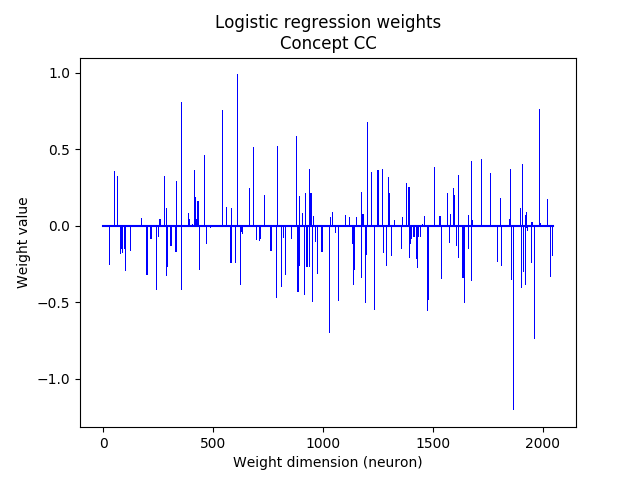 Logistic regression weights
Concept CC
1.0
0.5
0.0
−0.5
−1.0
Weight value
0
500
1000
1500
2000
Weight dimension (neuron)